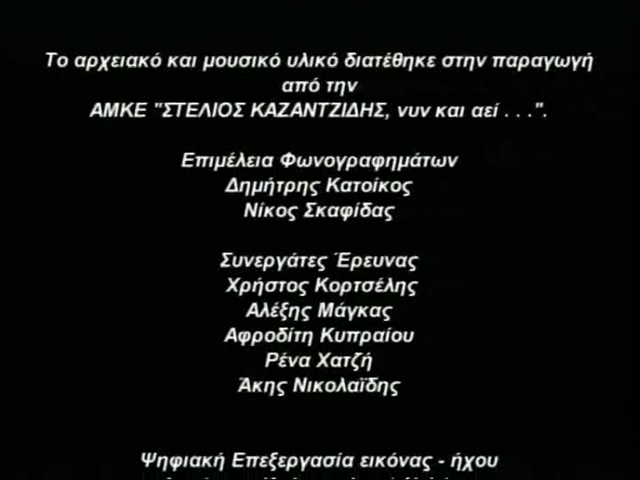 Το αρχειακό και μουσικό υλικό διατέθηκε στην παραγωγή
από την
ΑΜΚΕ "ΣΤΕΛΙΟΣ ΚΑΖΑΝΤΖΙΔΗΣ, νυν και αεί . . .".
Επιμέλεια Φωνογραφημάτων
Δημήτρης Κατοίκος
Νίκος Σκαφίδας
Συνεργάτες Έρευνας
Χρήστος Κορτσέλης
Αλέξης Μάγκας
Αφροδίτη Κυπραίου
Ρένα Χατζή
Άκης Νικολαΐδης
Ψηφιακή Επεξεργασία εικόνας - ήχου